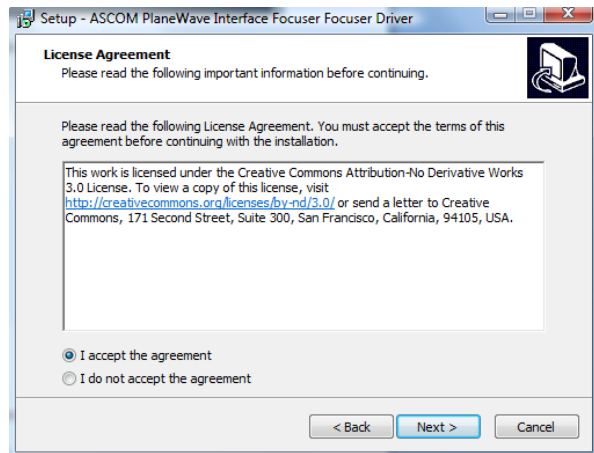 Setup - ASCOM PlaneWave Interface Focuser Focuser Driver
License Agreement
Please read the following important information before continuing.
Please read the following License Agreement. You must accept the terms of this
agreement before continuing with the installation.
This work is licensed under the Creative Commons Attribution-No Derivative Works
3.0 License. To view a copy of this license, visit
http://creativecommons.org/licenses/by-nd/3.0/ or send a letter to Creative
Commons, 171 Second Street, Suite 300, San Francisco, California, 94105, USA.
I accept the agreement
I do not accept the agreement
< Back Next > Cancel